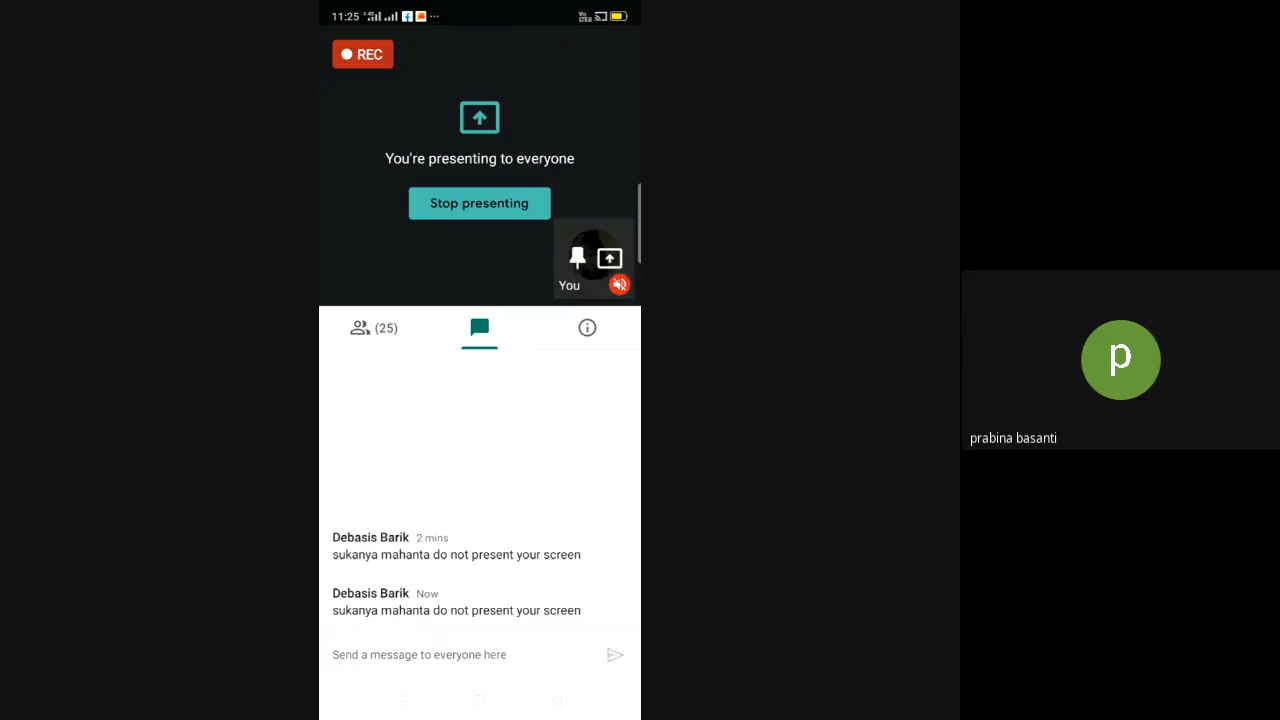 11:25
REC
You're presenting to everyone
Stop presenting
You
(25)
Debasis Barik 2 mins
sukanya mahanta do not present your screen
Debasis Barik Now
sukanya mahanta do not present your screen
Send a message to everyone here
p
prabina basanti